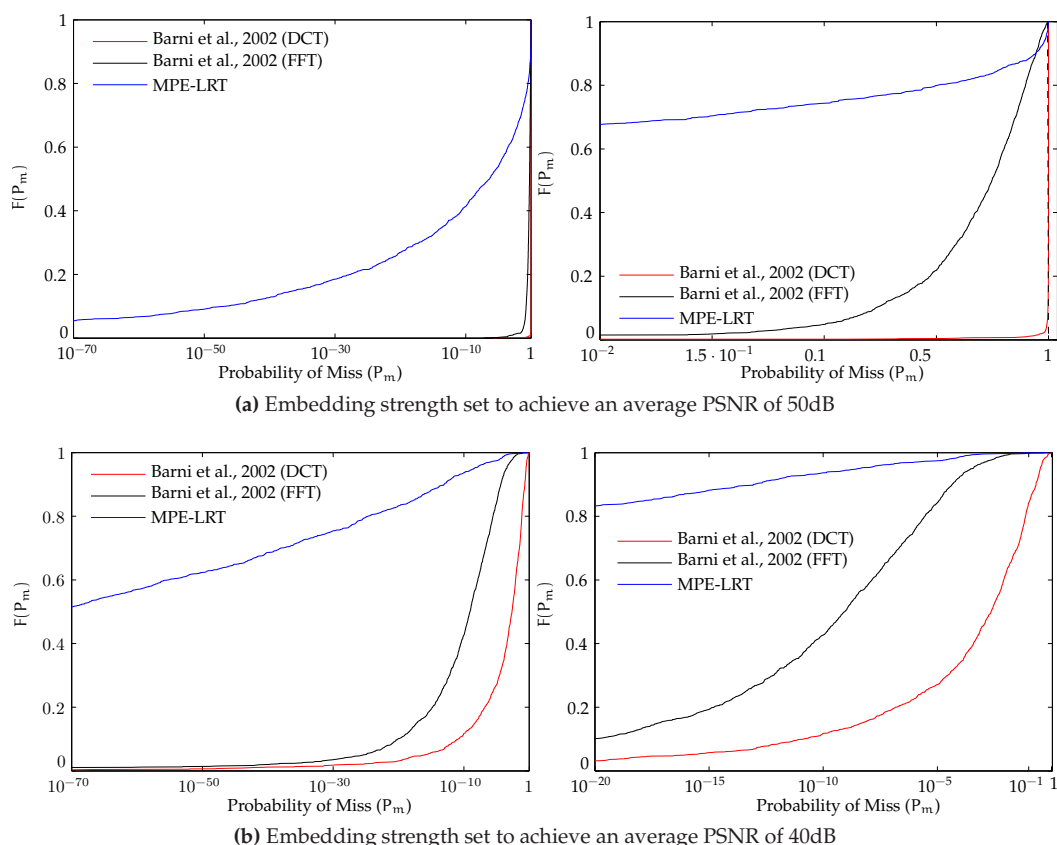 1
0.8
0.6
0.4
0.2
0
F(P_m)
Barni et al., 2002 (DCT)
Barni et al., 2002 (FFT)
MPE-LRT
10^−70 10^−50 10^−30 10^−10 1
Probability of Miss (P_m)
1
0.8
0.6
0.4
0.2
0
F(P_m)
Barni et al., 2002 (DCT)
Barni et al., 2002 (FFT)
MPE-LRT
10^−2 1.5 · 10^−1 0.1 0.5 1
Probability of Miss (P_m)
(a) Embedding strength set to achieve an average PSNR of 50dB
1
0.8
0.6
0.4
0.2
0
F(P_m)
Barni et al., 2002 (DCT)
Barni et al., 2002 (FFT)
MPE-LRT
10^−70 10^−50 10^−30 10^−10 1
Probability of Miss (P_m)
1
0.8
0.6
0.4
0.2
0
F(P_m)
Barni et al., 2002 (DCT)
Barni et al., 2002 (FFT)
MPE-LRT
10^−20 10^−15 10^−10 10^−5 10^−1 1
Probability of Miss (P_m)
(b) Embedding strength set to achieve an average PSNR of 40dB